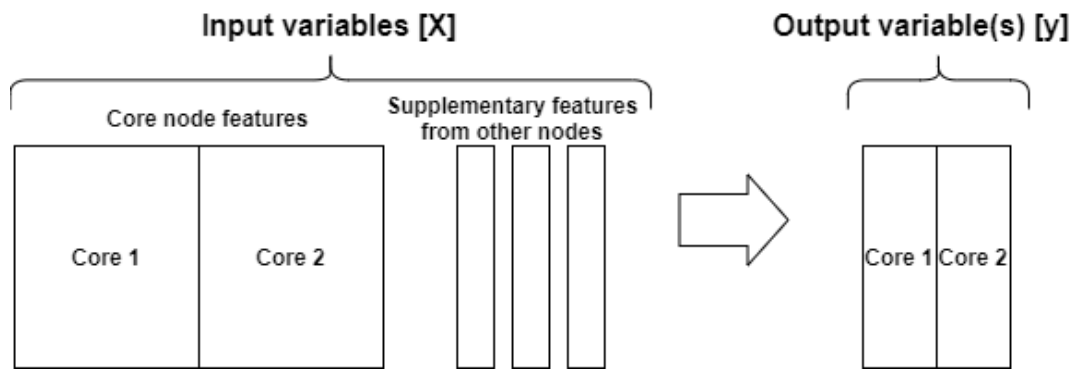 Input variables [X]
Output variable(s) [y]
Core node features
Supplementary features
from other nodes
Core 1
Core 2
Core 1
Core 2